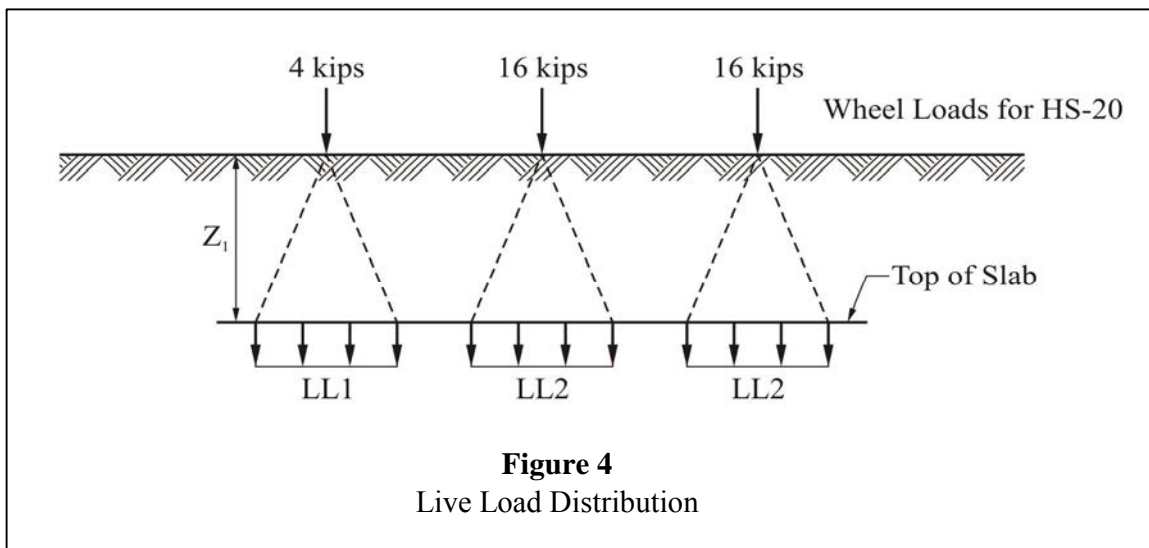 4 kips 16 kips 16 kips
Wheel Loads for HS-20
Z1
Top of Slab
LL1 LL2 LL2
Figure 4
Live Load Distribution